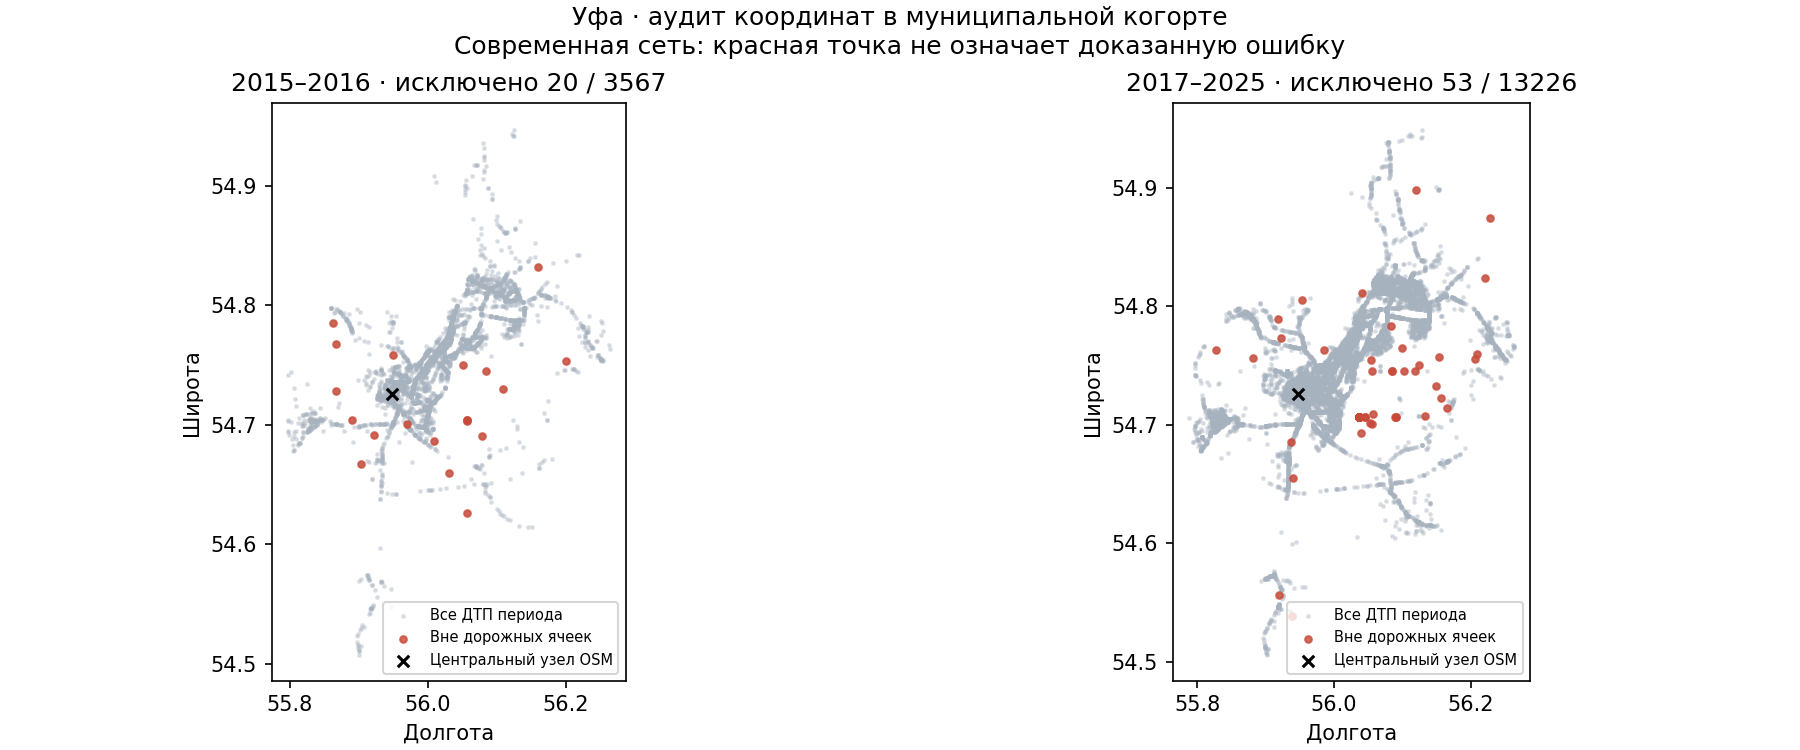 Уфа · аудит координат в муниципальной когорте
Современная сеть: красная точка не означает доказанную ошибку
2015–2016 · исключено 20 / 3567
54.9
54.8
54.7
54.6
54.5
Широта
55.8
56.0
56.2
Долгота
Все ДТП периода
Вне дорожных ячеек
Центральный узел OSM
2017–2025 · исключено 53 / 13226
54.9
54.8
54.7
54.6
54.5
Широта
55.8
56.0
56.2
Долгота
Все ДТП периода
Вне дорожных ячеек
Центральный узел OSM